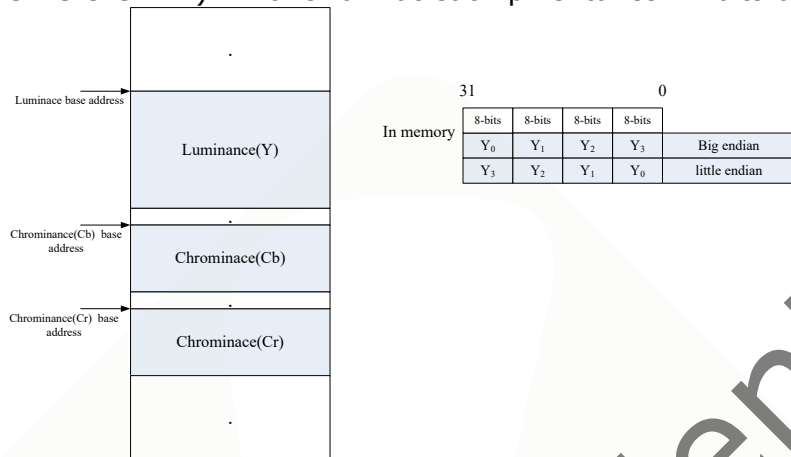 Luminace base address
Luminance(Y)
Chrominance(Cb) base
address
Chrominace(Cb)
Chrominance(Cr) base
address
Chrominace(Cr)
31 0
In memory
8-bits 8-bits 8-bits 8-bits
Y0 Y1 Y2 Y3 Big endian
Y3 Y2 Y1 Y0 little endian